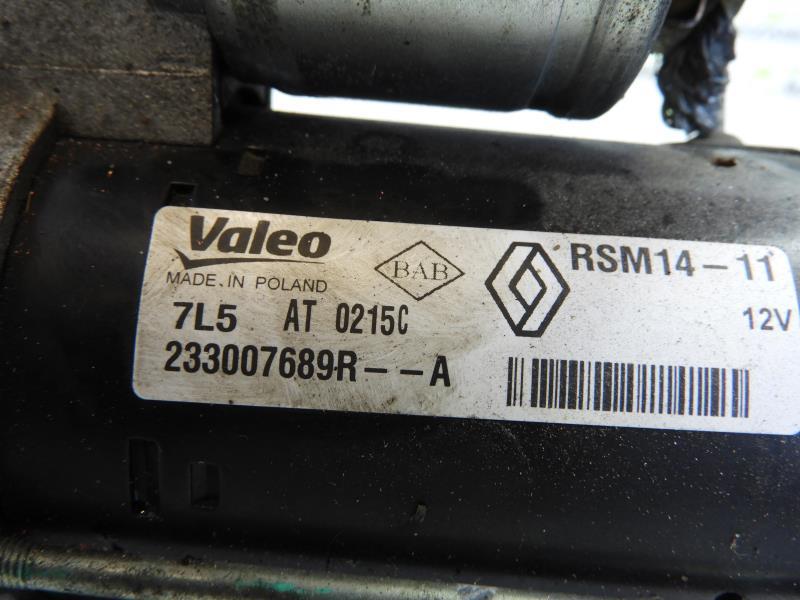 Valeo
MADE IN POLAND
BAB
RSM14-11
12V
7L5 AT 0215C
233007689R--A